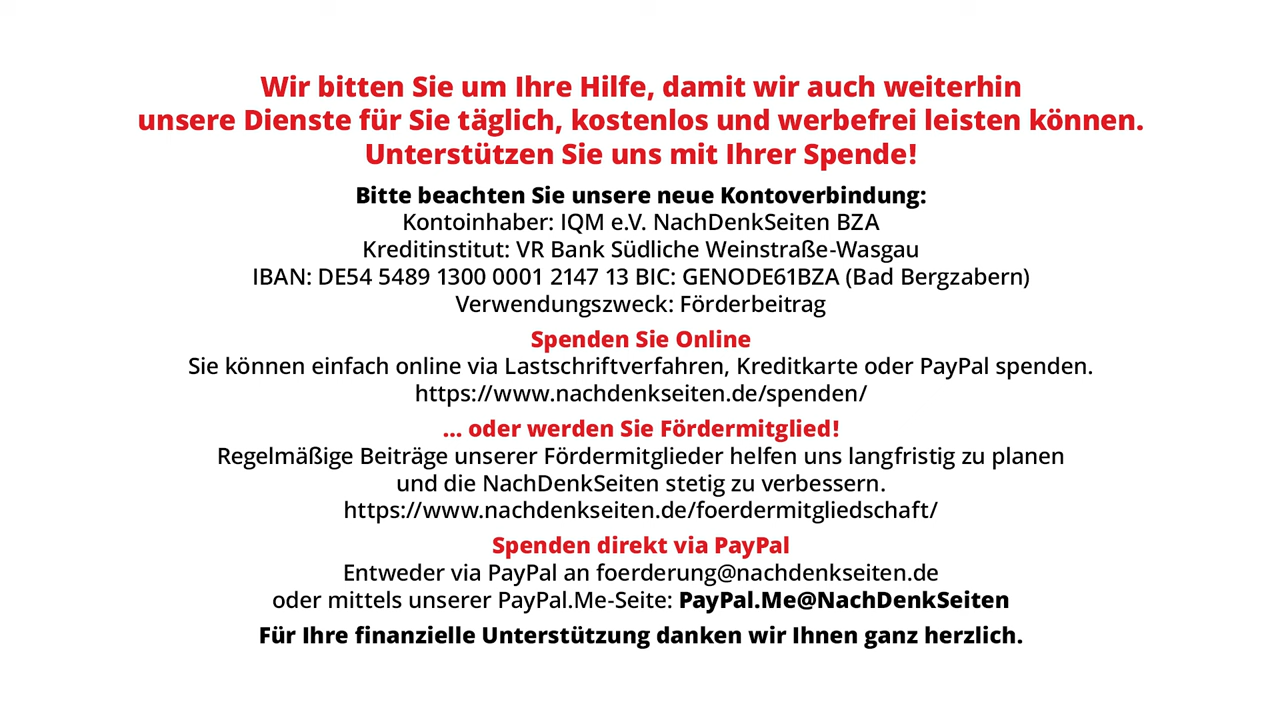 Wir bitten Sie um Ihre Hilfe, damit wir auch weiterhin
unsere Dienste für Sie täglich, kostenlos und werbefrei leisten können.
Unterstützen Sie uns mit Ihrer Spende!
Bitte beachten Sie unsere neue Kontoverbindung:
Kontoinhaber: IQM e.V. NachDenkSeiten BZA
Kreditinstitut: VR Bank Südliche Weinstraße-Wasgau
IBAN: DE54 5489 1300 0001 2147 13 BIC: GENODE61BZA (Bad Bergzabern)
Verwendungszweck: Förderbeitrag
Spenden Sie Online
Sie können einfach online via Lastschriftverfahren, Kreditkarte oder PayPal spenden.
https://www.nachdenkseiten.de/spenden/
... oder werden Sie Fördermitglied!
Regelmäßige Beiträge unserer Fördermitglieder helfen uns langfristig zu planen
und die NachDenkSeiten stetig zu verbessern.
https://www.nachdenkseiten.de/foerdermitgliedschaft/
Spenden direkt via PayPal
Entweder via PayPal an foerderung@nachdenkseiten.de
oder mittels unserer PayPal.Me-Seite: PayPal.Me@NachDenkSeiten
Für Ihre finanzielle Unterstützung danken wir Ihnen ganz herzlich.